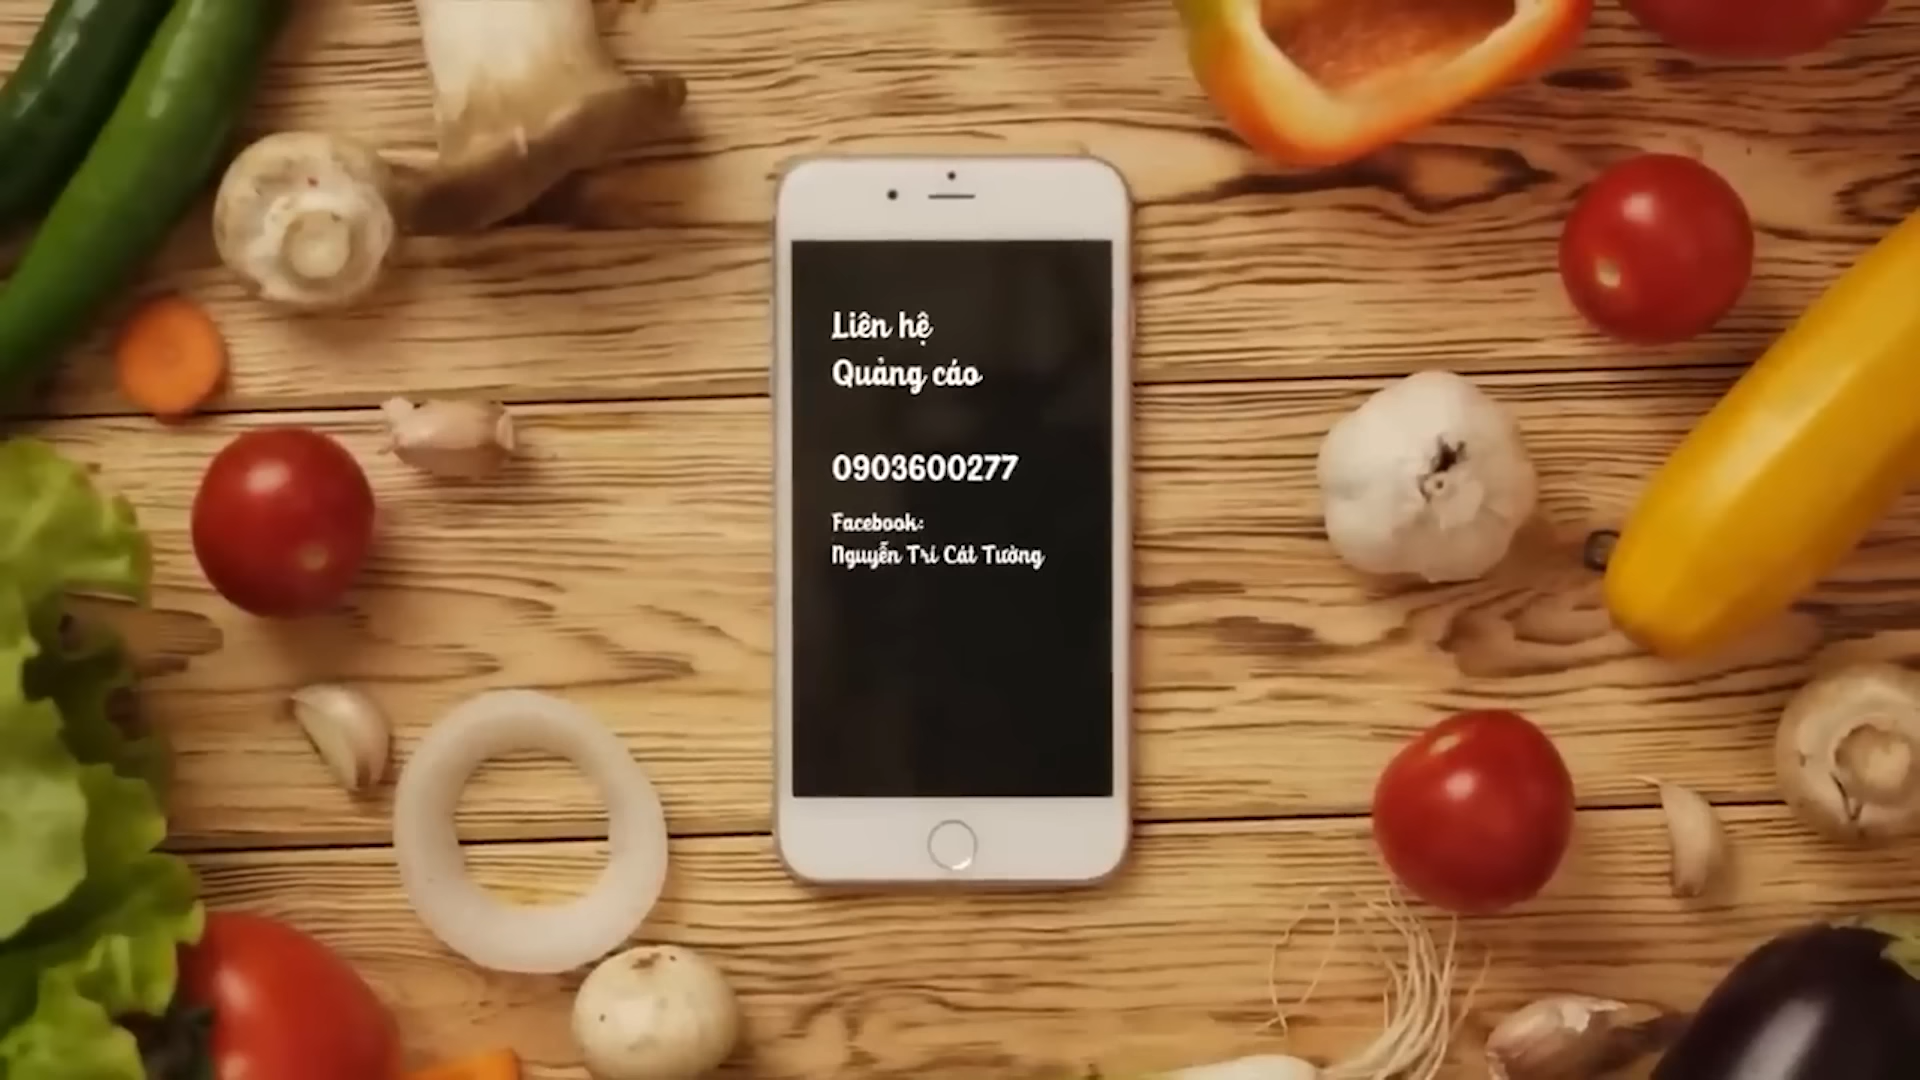 Liên hệ
Quảng cáo
0903600277
Facebook:
Nguyễn Trí Cát Tường